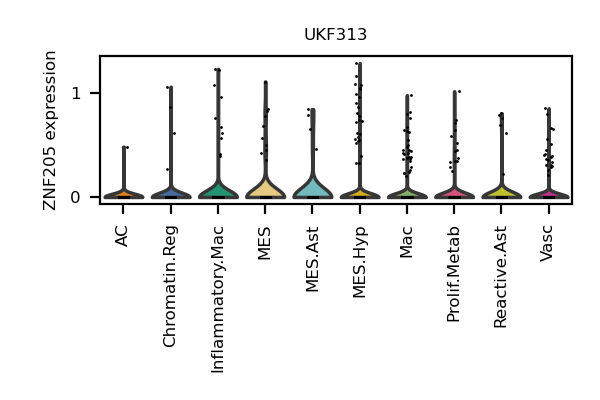 UKF313
ZNF205 expression
1
0
AC
Chromatin.Reg
Inflammatory.Mac
MES
MES.Ast
MES.Hyp
Mac
Prolif.Metab
Reactive.Ast
Vasc